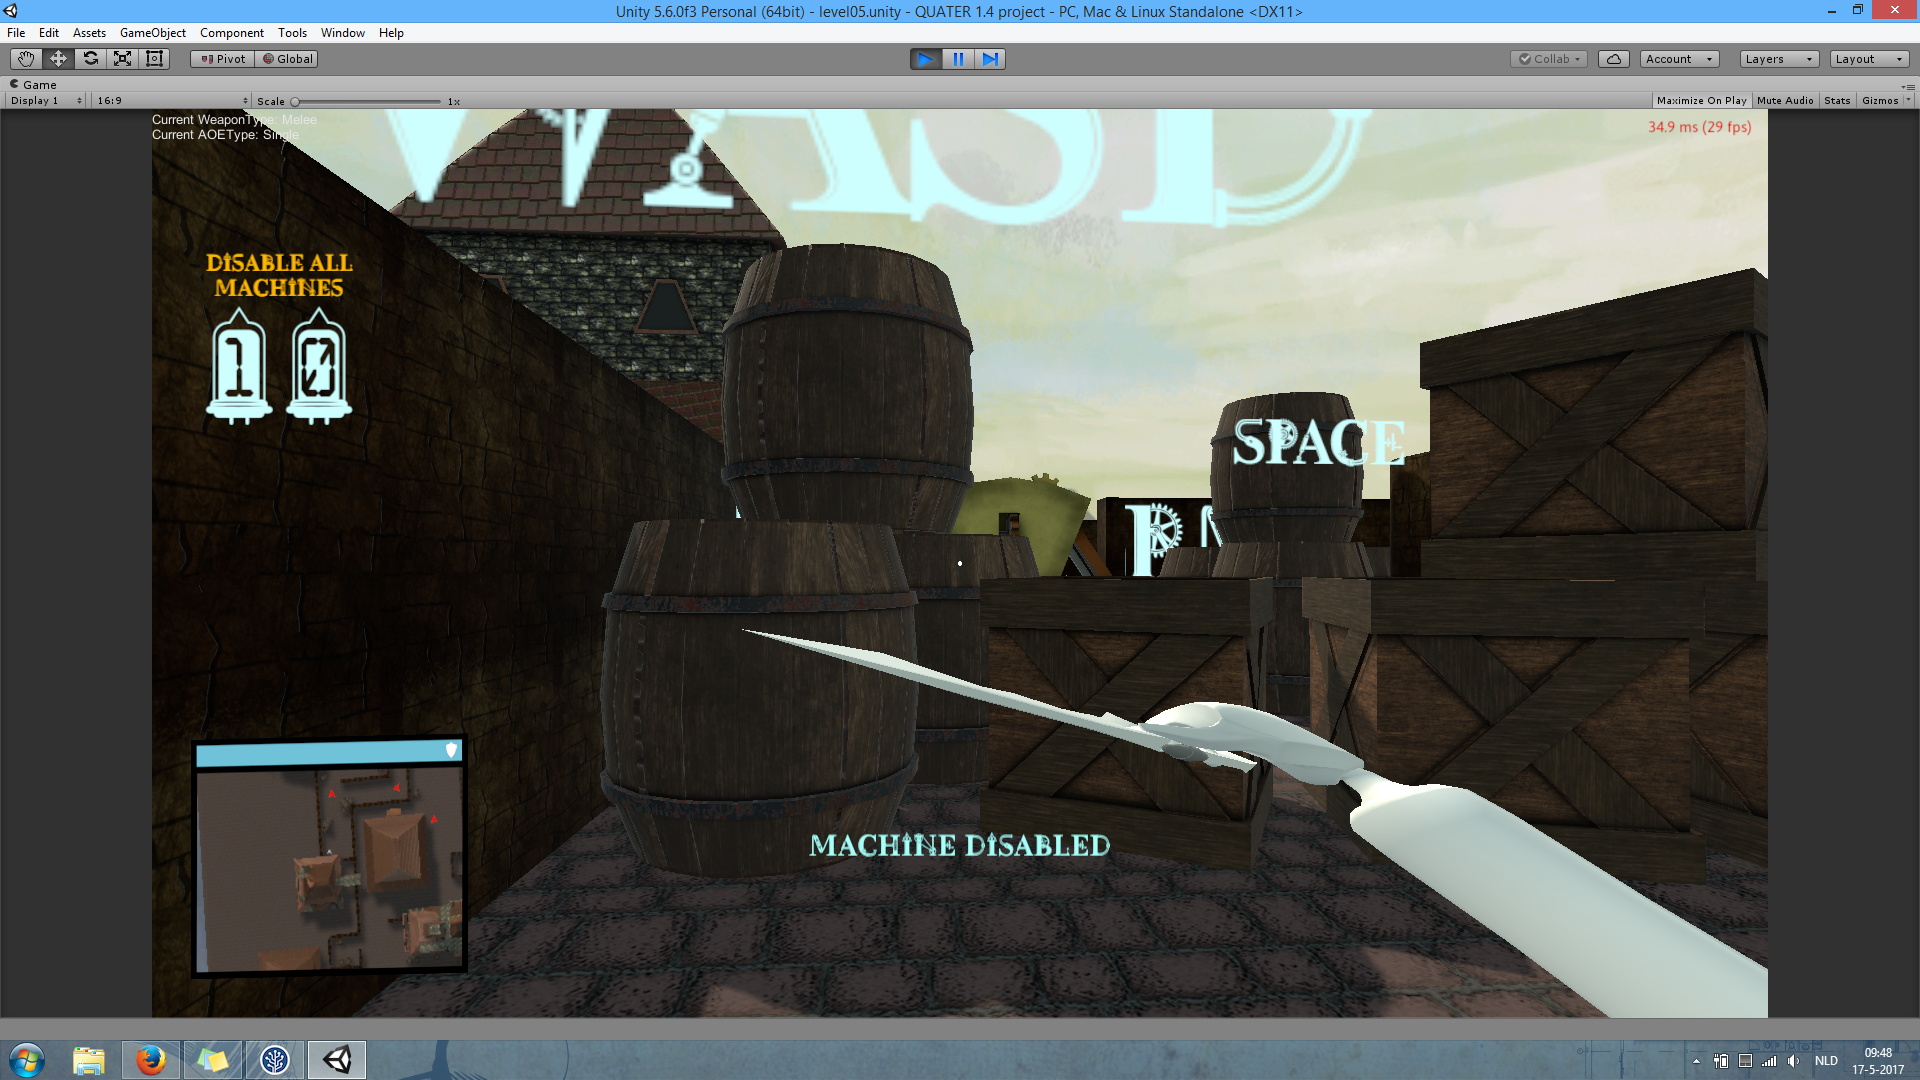 Unity 5.6.0f3 Personal (64bit) - level05.unity - QUATER 1.4 project - PC, Mac & Linux Standalone <DX11>
File Edit Assets GameObject Component Tools Window Help
Pivot Global Collab Account Layers Layout
Game
Display 1 16:9 Scale 1x Maximize On Play Mute Audio Stats Gizmos
Current WeaponType: Melee
Current AOEType: Single
34.9 ms (29 fps)
WASD
DISABLE ALL
MACHINES
10
SPACE
MACHINE DISABLED
NLD
09:48
17-5-2017